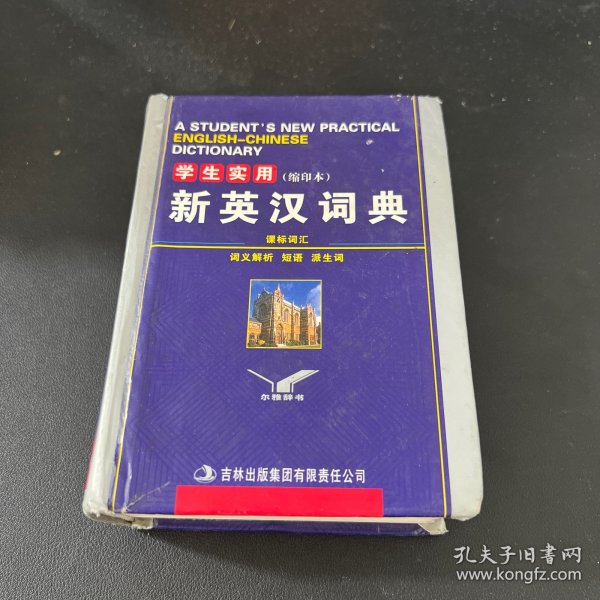 A STUDENT'S NEW PRACTICAL
ENGLISH-CHINESE
DICTIONARY
学生实用(缩印本)
新英汉词典
课标词汇
词义解析 短语 派生词
尔雅辞书
吉林出版集团有限责任公司
孔夫子旧书网
www.kongfz.com